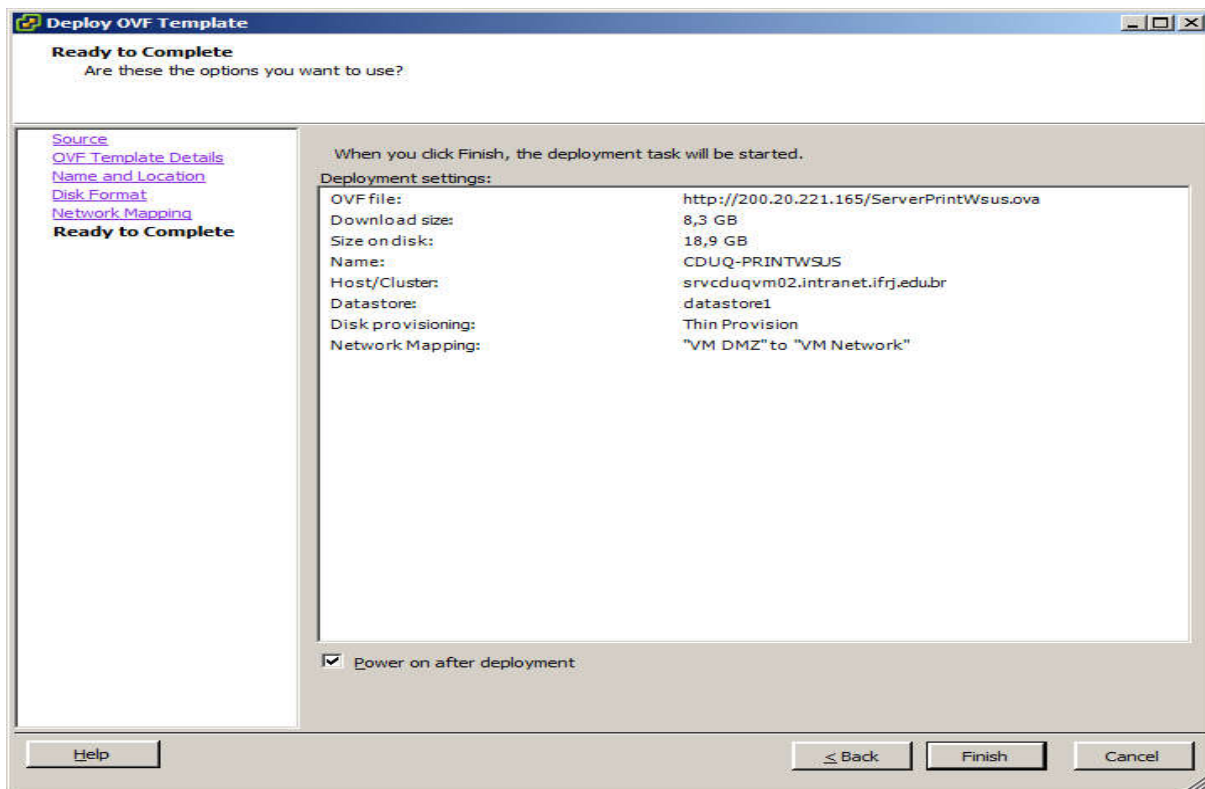 Deploy OVF Template
Ready to Complete
Are these the options you want to use?
Source
OVF Template Details
Name and Location
Disk Format
Network Mapping
Ready to Complete
When you click Finish, the deployment task will be started.
Deployment settings:
OVF file: http://200.20.221.165/ServerPrintWsus.ova
Download size: 8,3 GB
Size on disk: 18,9 GB
Name: CDUQ-PRINTWSUS
Host/Cluster: srvcduqvm02.intranet.ifrj.edu.br
Datastore: datastore1
Disk provisioning: Thin Provision
Network Mapping: "VM DMZ" to "VM Network"
Power on after deployment
Help
< Back
Finish
Cancel